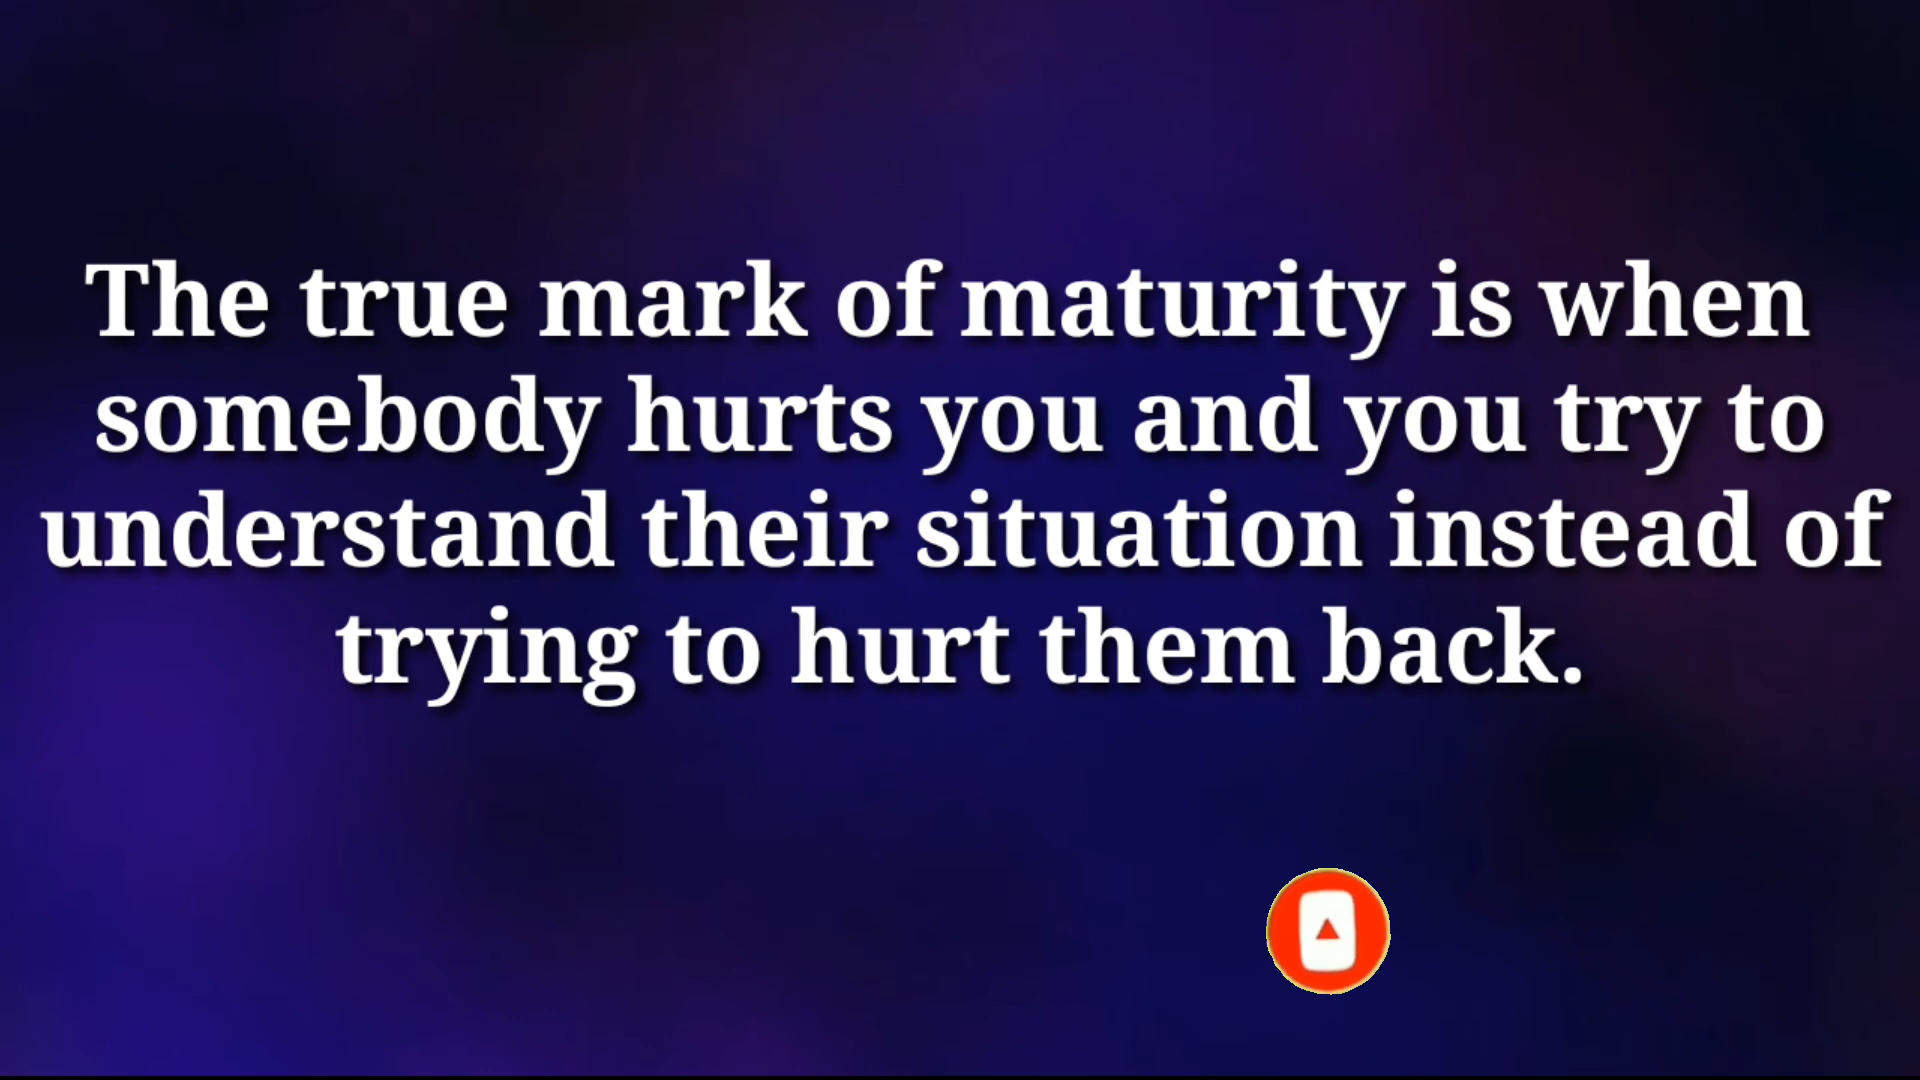 The true mark of maturity is when
somebody hurts you and you try to
understand their situation instead of
trying to hurt them back.